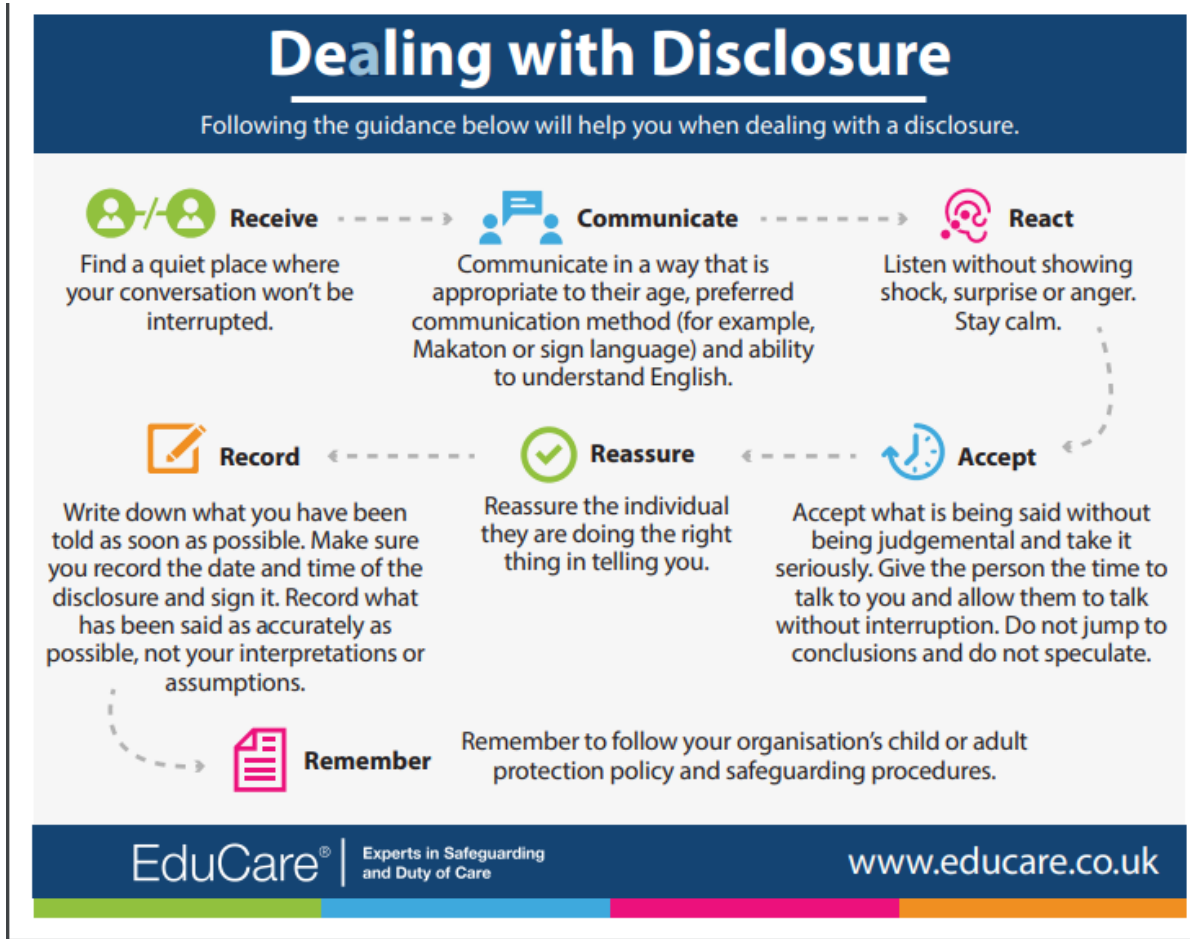 Dealing with Disclosure
Following the guidance below will help you when dealing with a disclosure.
Receive
Find a quiet place where
your conversation won't be
interrupted.
Communicate
Communicate in a way that is
appropriate to their age, preferred
communication method (for example,
Makaton or sign language) and ability
to understand English.
React
Listen without showing
shock, surprise or anger.
Stay calm.
Accept
Accept what is being said without
being judgemental and take it
seriously. Give the person the time to
talk to you and allow them to talk
without interruption. Do not jump to
conclusions and do not speculate.
Reassure
Reassure the individual
they are doing the right
thing in telling you.
Record
Write down what you have been
told as soon as possible. Make sure
you record the date and time of the
disclosure and sign it. Record what
has been said as accurately as
possible, not your interpretations or
assumptions.
Remember
Remember to follow your organisation's child or adult
protection policy and safeguarding procedures.
EduCare®
Experts in Safeguarding
and Duty of Care
www.educare.co.uk